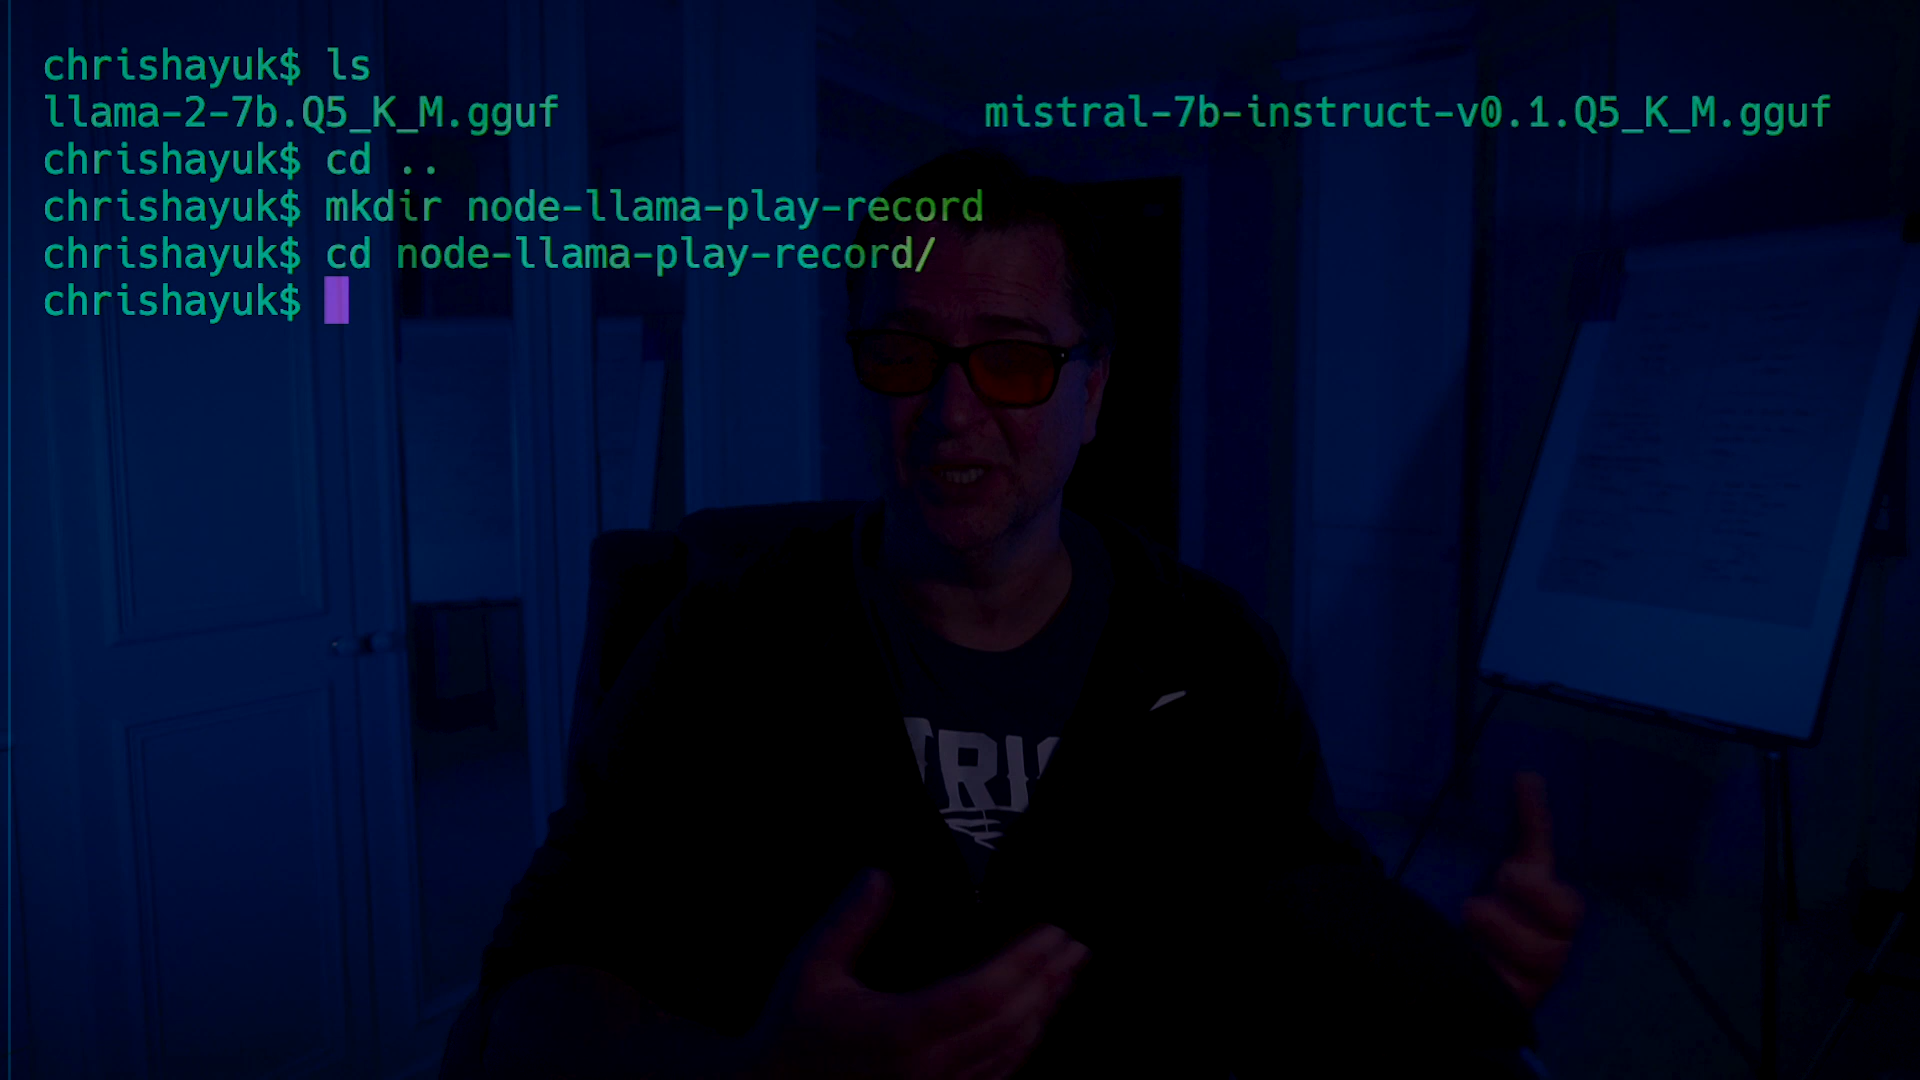 chrishayuk$ ls
llama-2-7b.Q5_K_M.gguf mistral-7b-instruct-v0.1.Q5_K_M.gguf
chrishayuk$ cd ..
chrishayuk$ mkdir node-llama-play-record
chrishayuk$ cd node-llama-play-record/
chrishayuk$